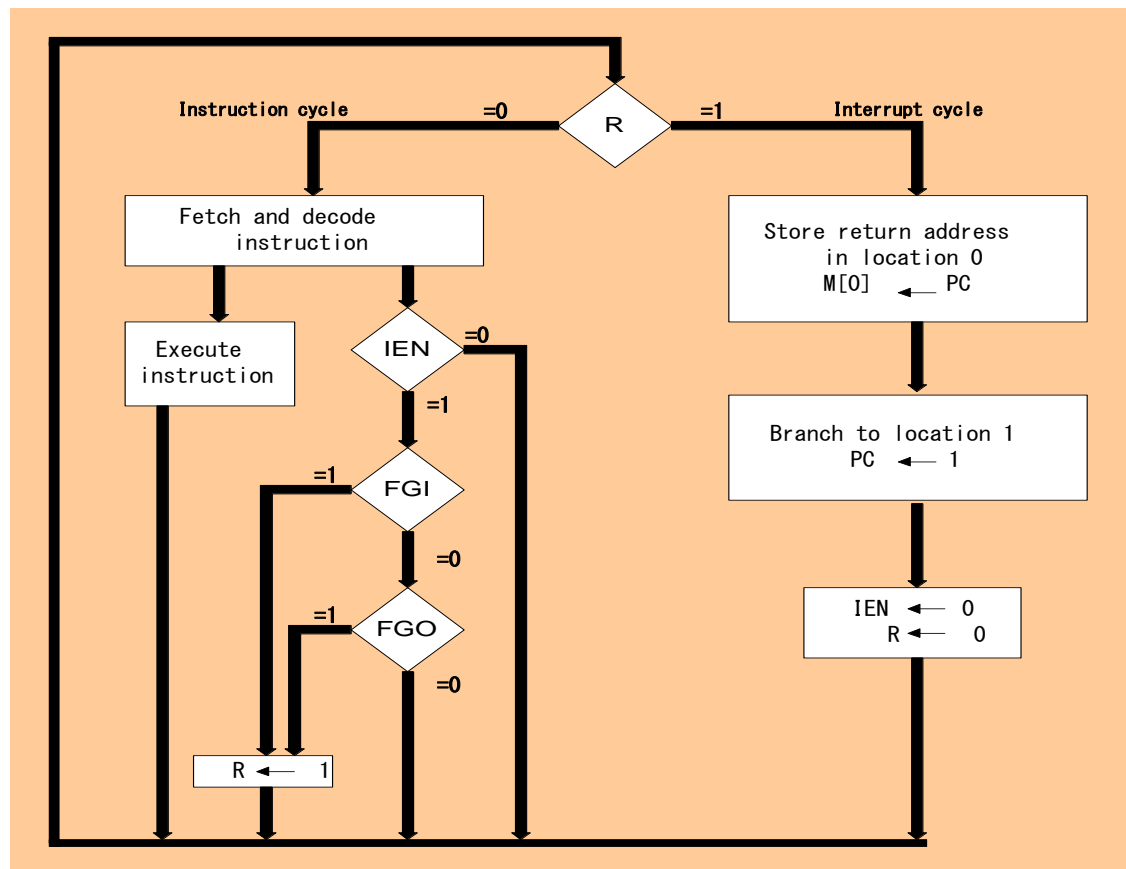 Instruction cycle
=0
R
=1
Interrupt cycle
Fetch and decode
instruction
Execute
instruction
IEN
=0
=1
FGI
=1
=0
FGO
=1
=0
R ← 1
Store return address
in location 0
M[0] ← PC
Branch to location 1
PC ← 1
IEN ← 0
R ← 0